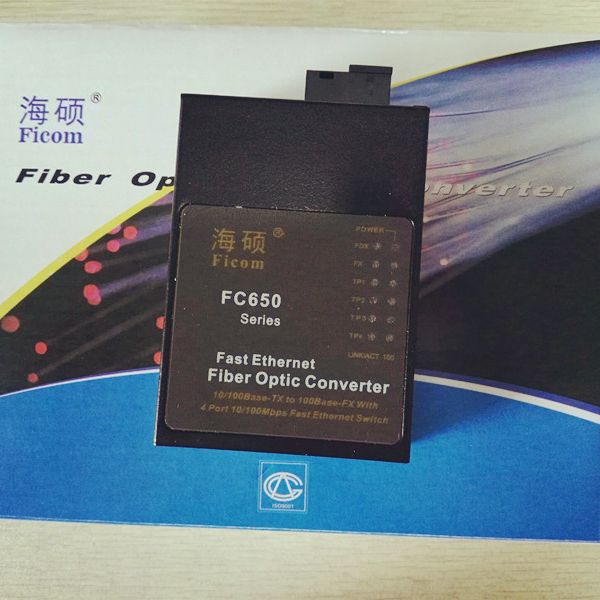 海硕®
Ficom
Fiber Op
onverter
海硕®
Ficom
POWER
FDX
FX
TP1
TP2
TP3
TP4
LINK/ACT 100
FC650
Series
Fast Ethernet
Fiber Optic Converter
10/100Base-TX to 100Base-FX With
4 Port 10/100Mbps Fast Ethernet Switch
ISO9001